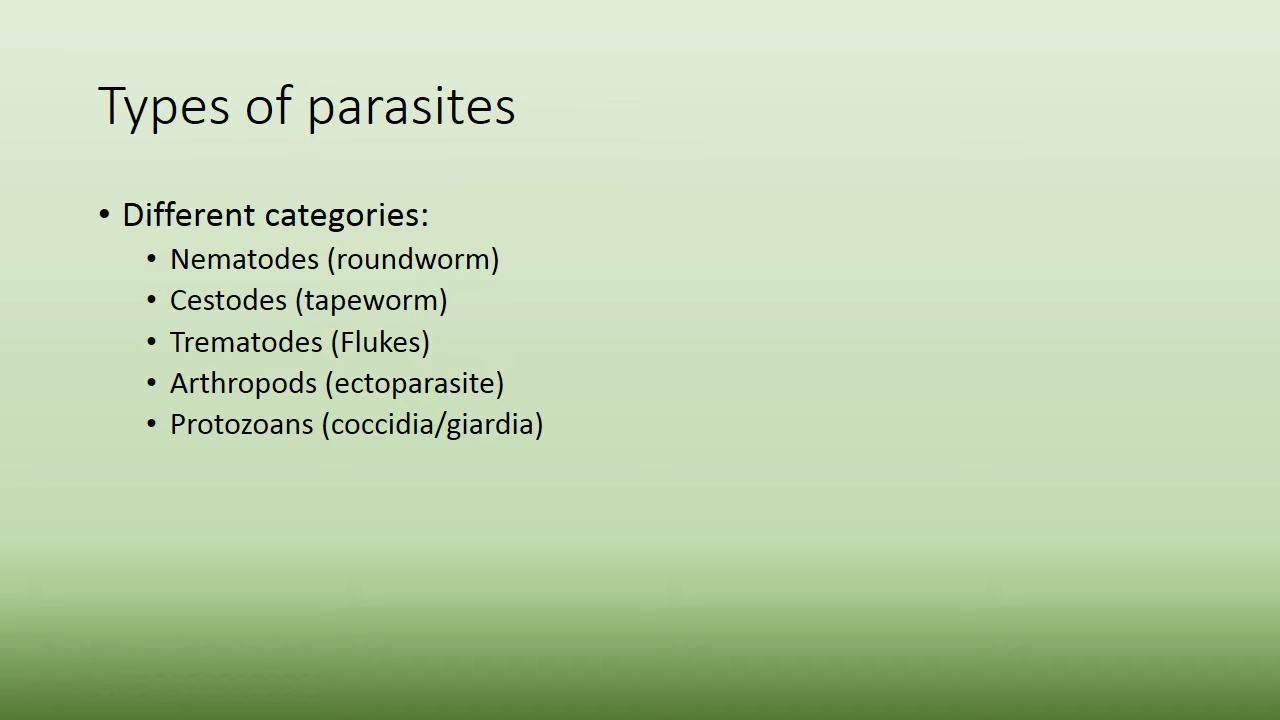 Types of parasites
• Different categories:
• Nematodes (roundworm)
• Cestodes (tapeworm)
• Trematodes (Flukes)
• Arthropods (ectoparasite)
• Protozoans (coccidia/giardia)